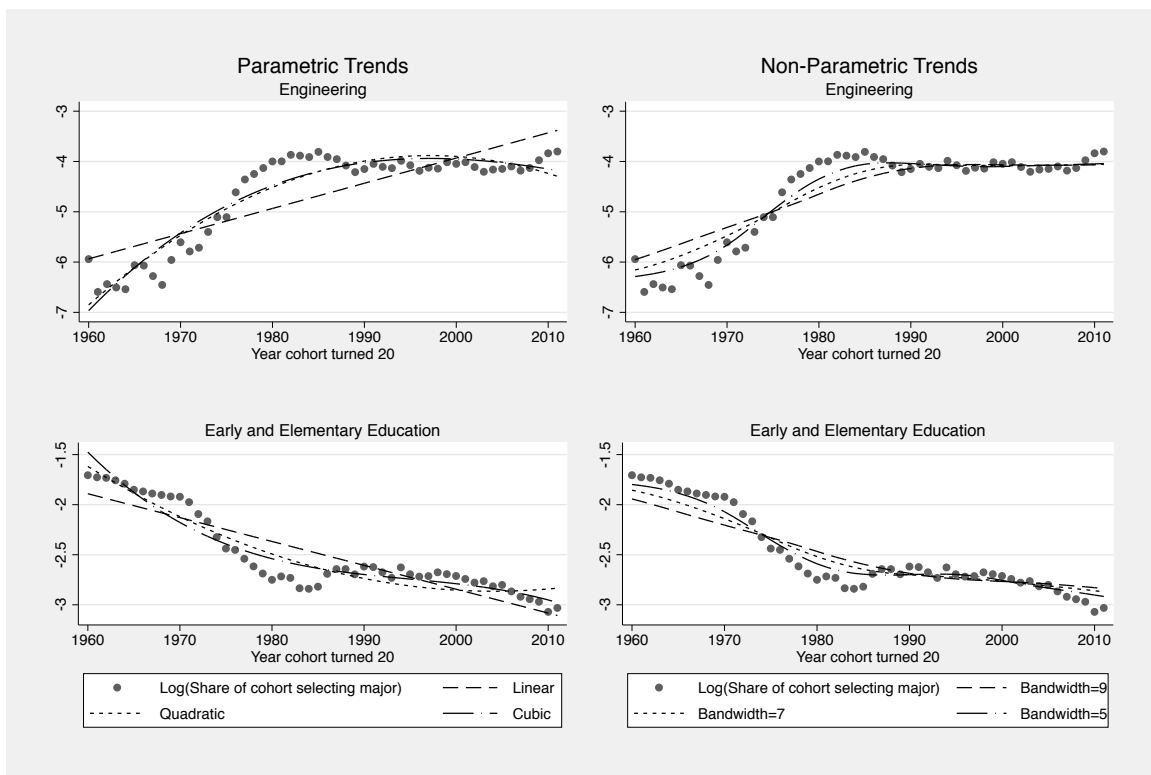 Parametric Trends
Engineering
-3
-4
-5
-6
-7
1960 1970 1980 1990 2000 2010
Year cohort turned 20
Non-Parametric Trends
Engineering
-3
-4
-5
-6
-7
1960 1970 1980 1990 2000 2010
Year cohort turned 20
Early and Elementary Education
-1.5
-2
-2.5
-3
1960 1970 1980 1990 2000 2010
Year cohort turned 20
Log(Share of cohort selecting major) Linear
Quadratic Cubic
Early and Elementary Education
-1.5
-2
-2.5
-3
1960 1970 1980 1990 2000 2010
Year cohort turned 20
Log(Share of cohort selecting major) Bandwidth=9
Bandwidth=7 Bandwidth=5